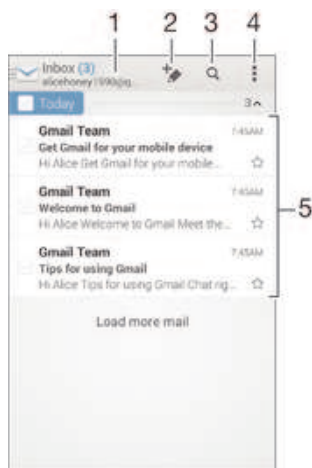 1 2 3 4
Inbox (3)
Today 3
Gmail Team 7:45AM
Get Gmail for your mobile device
Hi Alice Get Gmail for your mobile...
Gmail Team 7:45AM
Welcome to Gmail
Hi Alice Welcome to Gmail Meet the...
Gmail Team 7:45AM
Tips for using Gmail
Hi Alice Tips for using Gmail Chat rig...
5
Load more mail